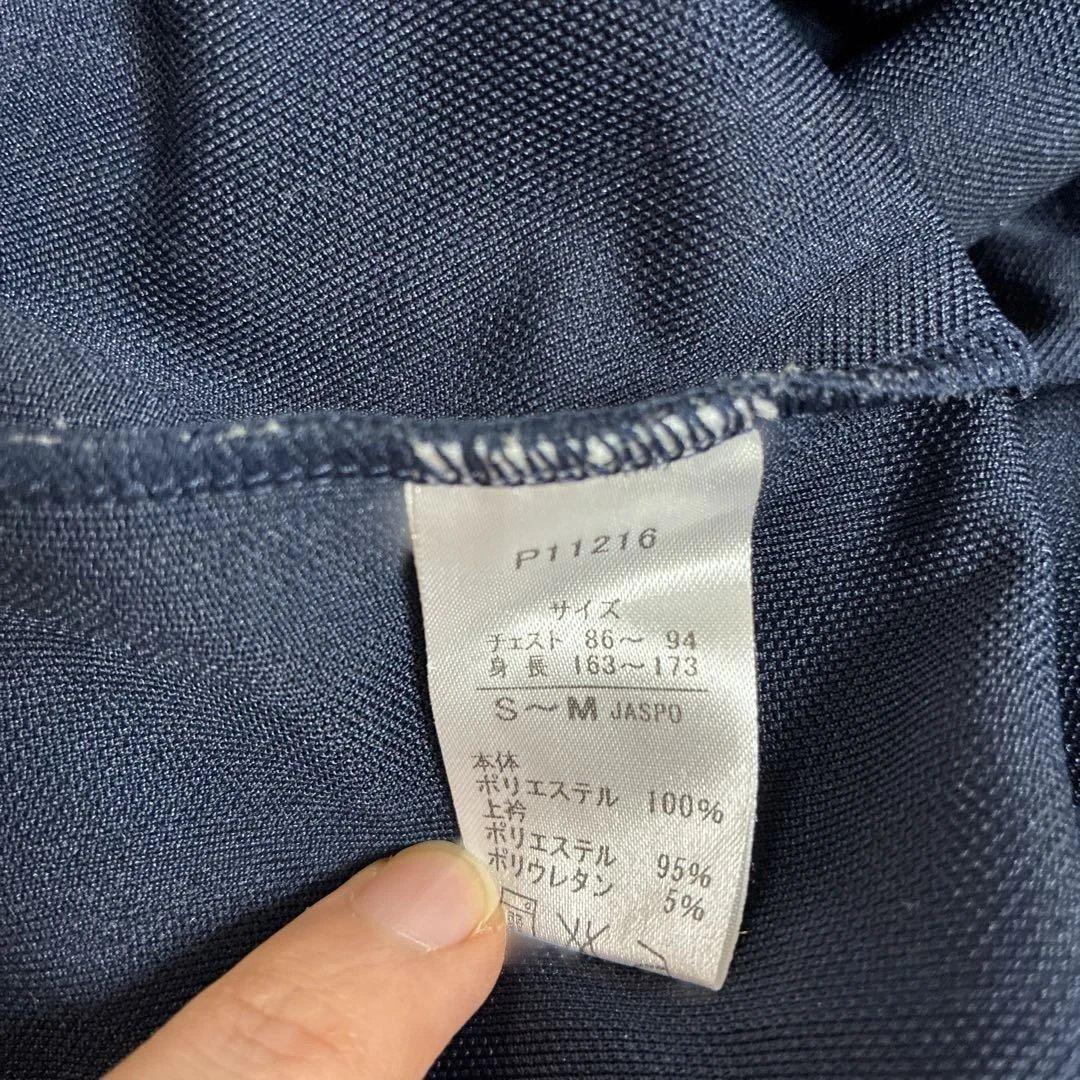 P11216
サイズ
チェスト 86～ 94
身長 163～173
S～M JASPO
本体
ポリエステル 100%
上衿
ポリエステル 95%
ポリウレタン 5%